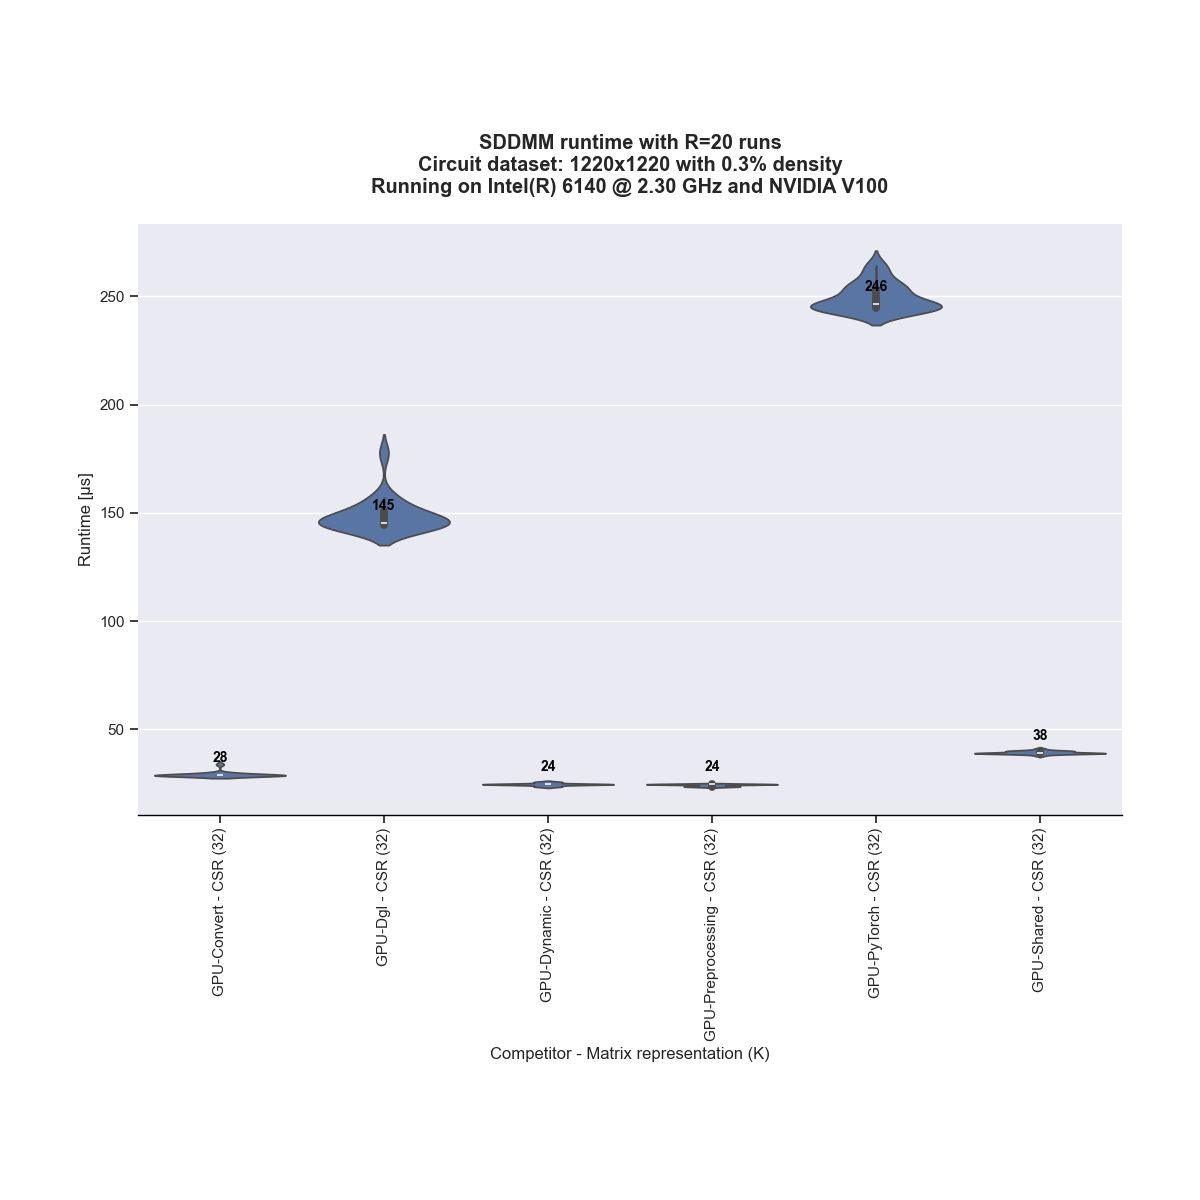 SDDMM runtime with R=20 runs
Circuit dataset: 1220x1220 with 0.3% density
Running on Intel(R) 6140 @ 2.30 GHz and NVIDIA V100
Runtime [μs]
250
200
150
100
50
28
145
24
24
246
38
GPU-Convert - CSR (32)
GPU-Dgl - CSR (32)
GPU-Dynamic - CSR (32)
GPU-Preprocessing - CSR (32)
GPU-PyTorch - CSR (32)
GPU-Shared - CSR (32)
Competitor - Matrix representation (K)